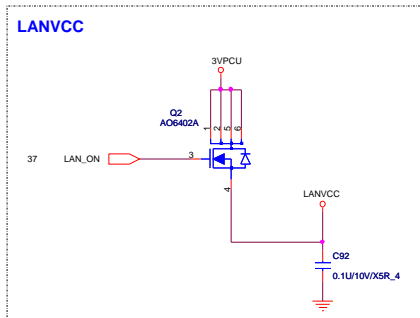 LANVCC
3VPCU
Q2
AO6402A
1
2
5
6
37
LAN_ON
3
4
LANVCC
C92
0.1U/10V/X5R_4